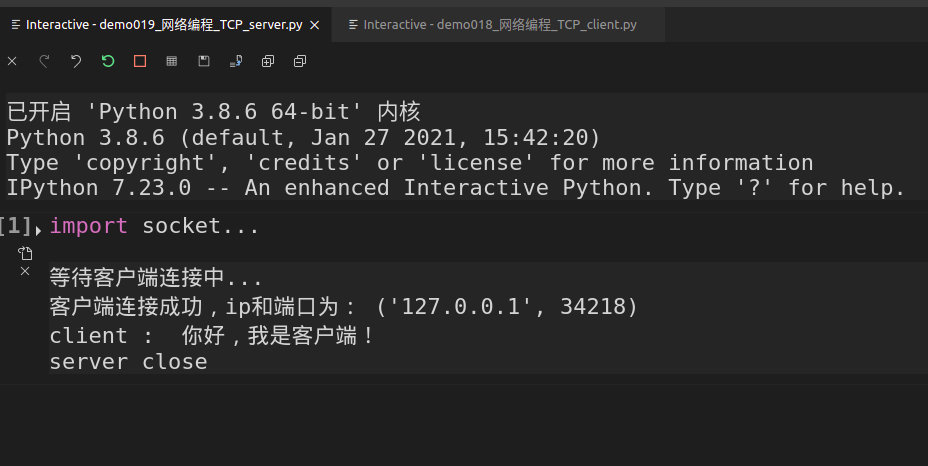 Interactive - demo019_网络编程_TCP_server.py
Interactive - demo018_网络编程_TCP_client.py
已开启 'Python 3.8.6 64-bit' 内核
Python 3.8.6 (default, Jan 27 2021, 15:42:20)
Type 'copyright', 'credits' or 'license' for more information
IPython 7.23.0 -- An enhanced Interactive Python. Type '?' for help.
[1] import socket...
等待客户端连接中...
客户端连接成功，ip和端口为： ('127.0.0.1', 34218)
client :  你好，我是客户端！
server close